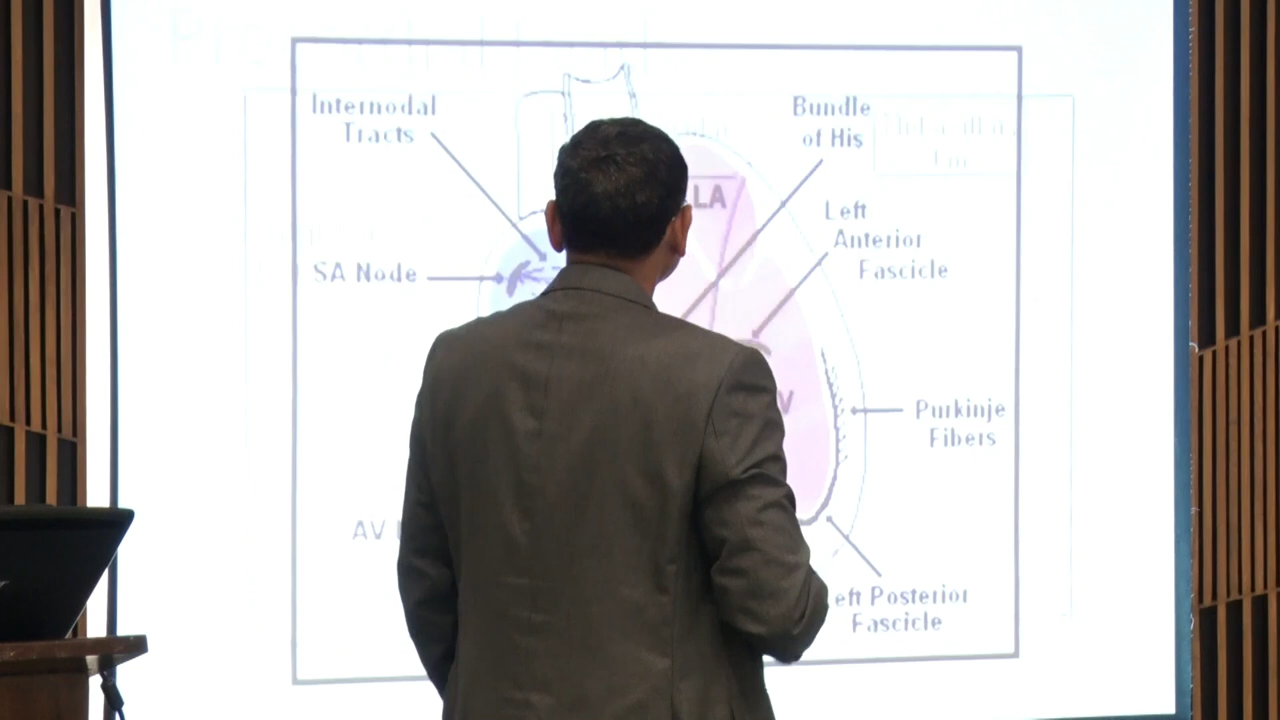 Internodal
Tracts
Bundle
of His
LA
Left
Anterior
Fascicle
SA Node
V
Purkinje
Fibers
AV
eft Posterior
Fascicle